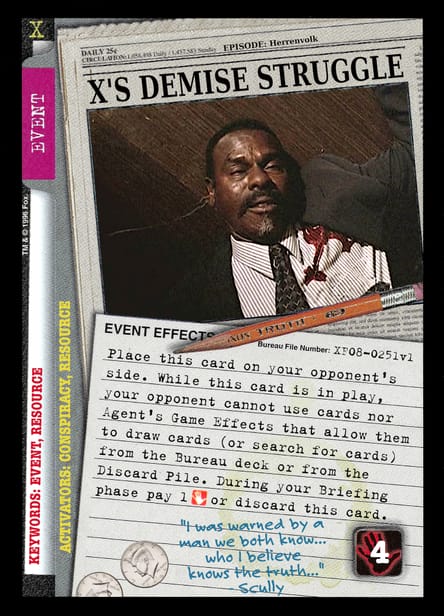 X
EVENT
TM & © 1996 Fox.
KEYWORDS: EVENT, RESOURCE
ACTIVATORS: CONSPIRACY, RESOURCE
DAILY 25¢
EPISODE: Herrenvolk
X'S DEMISE STRUGGLE
EVENT EFFECTS
Bureau File Number: XF08-0251v1
Place this card on your opponent's
side. While this card is in play,
your opponent cannot use cards nor
Agent's Game Effects that allow them
to draw cards (or search for cards)
from the Bureau deck or from the
Discard Pile. During your Briefing
phase pay 1 or discard this card.
"I was warned by a
man we both know...
who I believe
knows the truth..."
-Scully
4